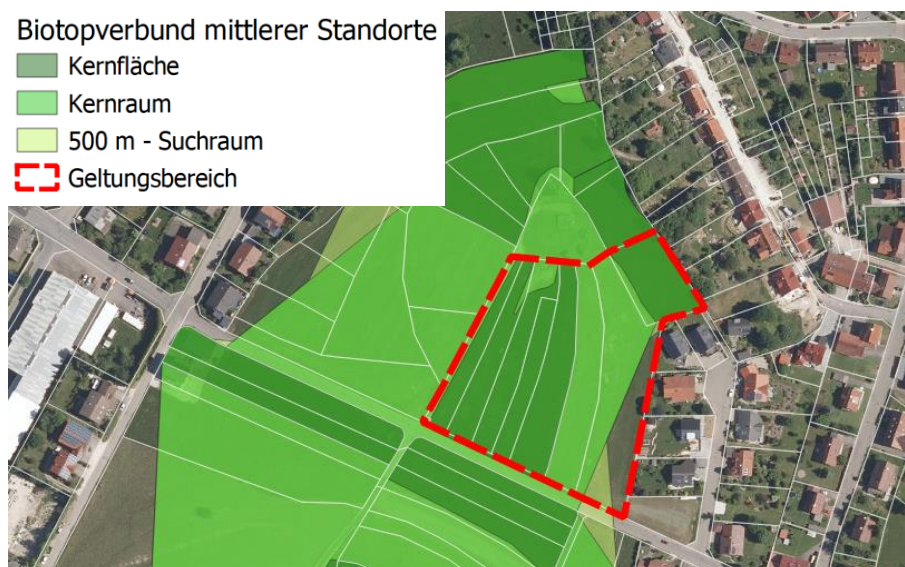 Biotopverbund mittlerer Standorte
Kernfläche
Kernraum
500 m - Suchraum
Geltungsbereich